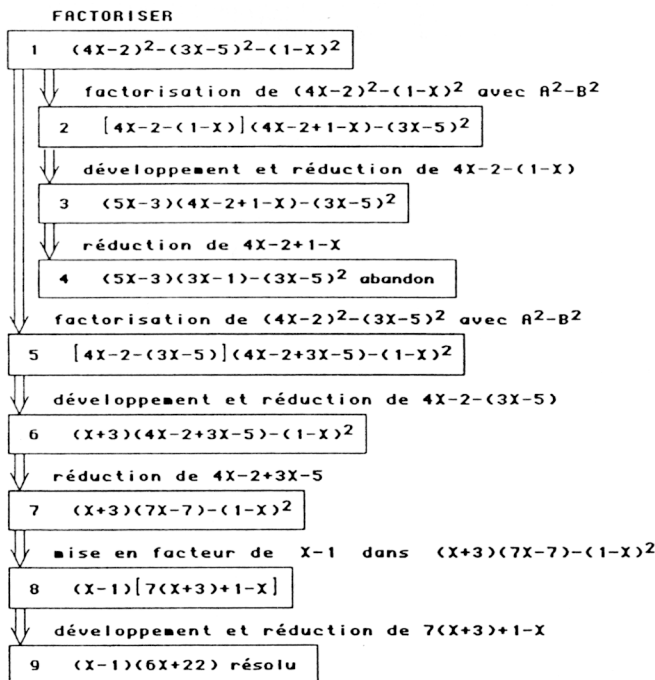 FACTORISER
1 (4X-2)²-(3X-5)²-(1-X)²
factorisation de (4X-2)²-(1-X)² avec A²-B²
2 [4X-2-(1-X)](4X-2+1-X)-(3X-5)²
développement et réduction de 4X-2-(1-X)
3 (5X-3)(4X-2+1-X)-(3X-5)²
réduction de 4X-2+1-X
4 (5X-3)(3X-1)-(3X-5)² abandon
factorisation de (4X-2)²-(3X-5)² avec A²-B²
5 [4X-2-(3X-5)](4X-2+3X-5)-(1-X)²
développement et réduction de 4X-2-(3X-5)
6 (X+3)(4X-2+3X-5)-(1-X)²
réduction de 4X-2+3X-5
7 (X+3)(7X-7)-(1-X)²
mise en facteur de X-1 dans (X+3)(7X-7)-(1-X)²
8 (X-1)[7(X+3)+1-X]
développement et réduction de 7(X+3)+1-X
9 (X-1)(6X+22) résolu